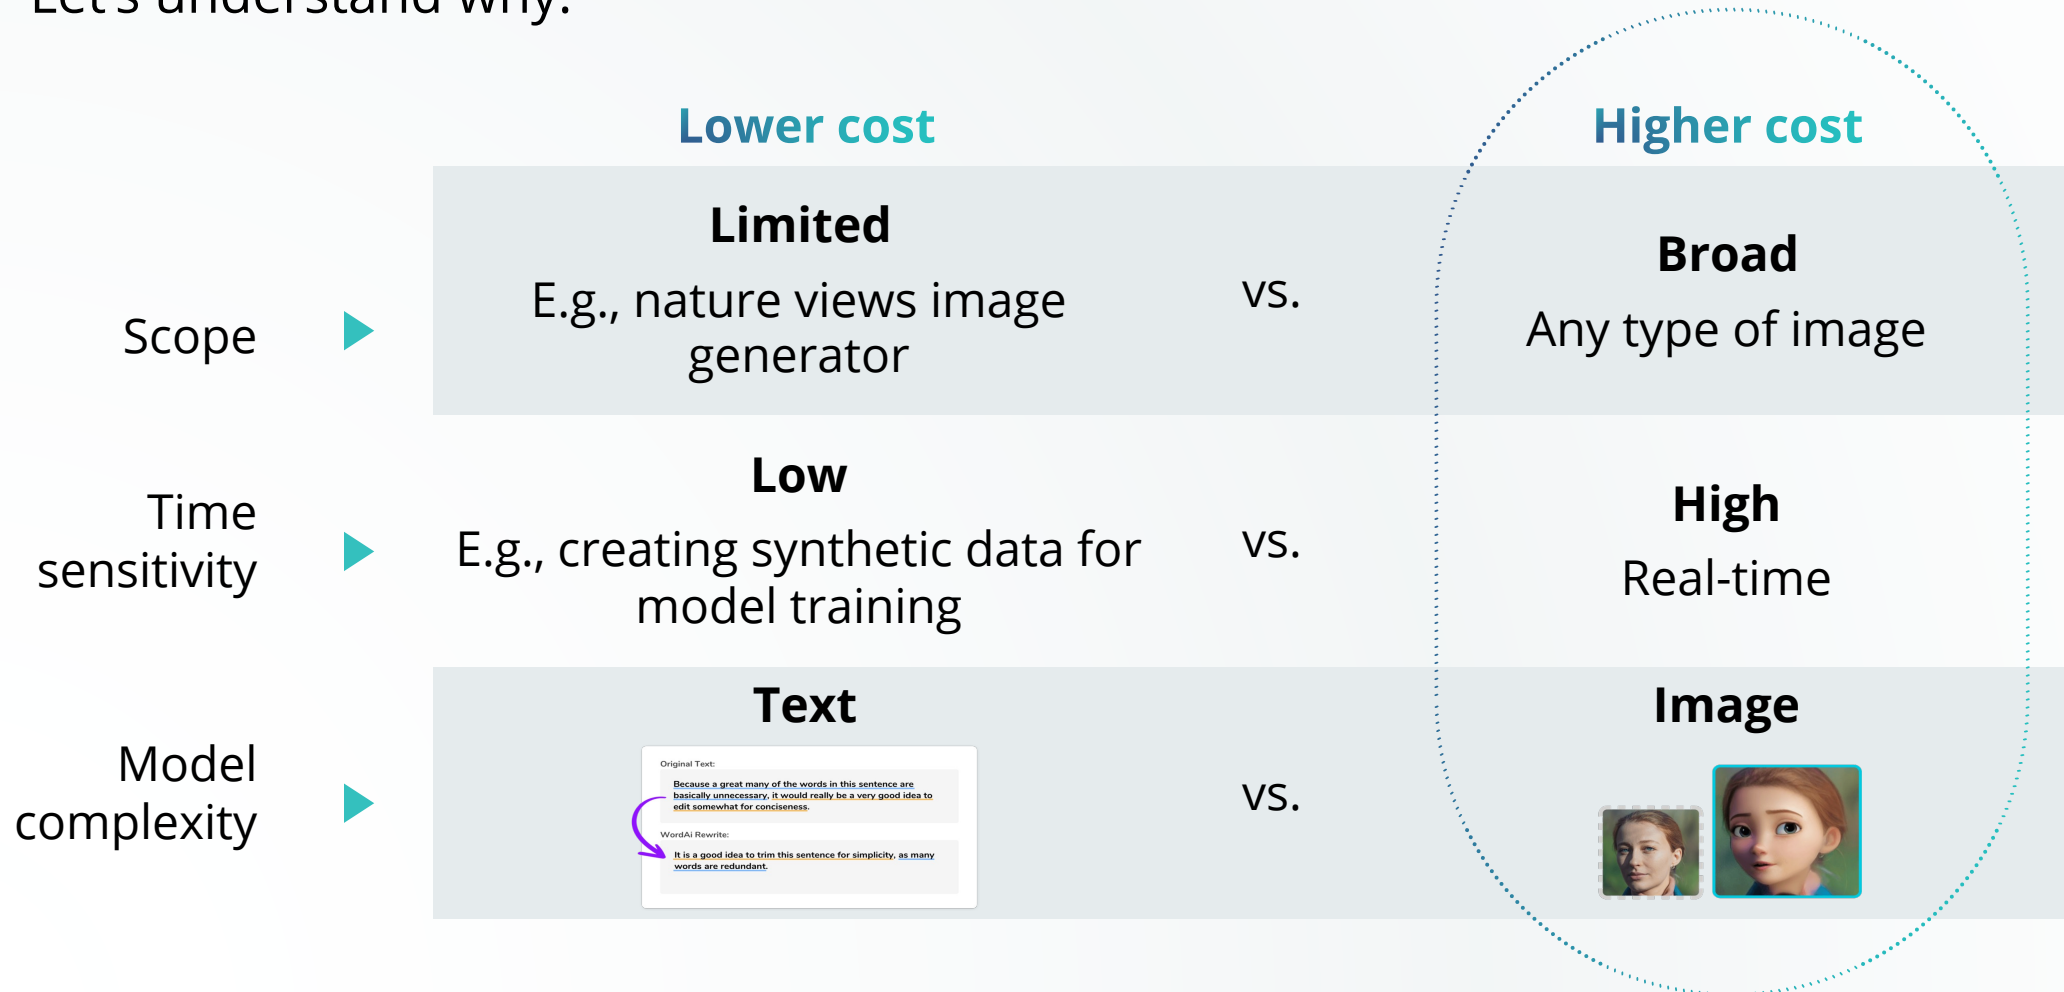 Let's understand why:
Lower cost
Higher cost
Scope
Limited
E.g., nature views image
generator
vs.
Broad
Any type of image
Time
sensitivity
Low
E.g., creating synthetic data for
model training
vs.
High
Real-time
Model
complexity
Text
Original Text:
Because a great many of the words in this sentence are
basically unnecessary, it would really be a very good idea to
edit somewhat for conciseness.
WordAi Rewrite:
It is a good idea to trim this sentence for simplicity, as many
words are redundant.
vs.
Image